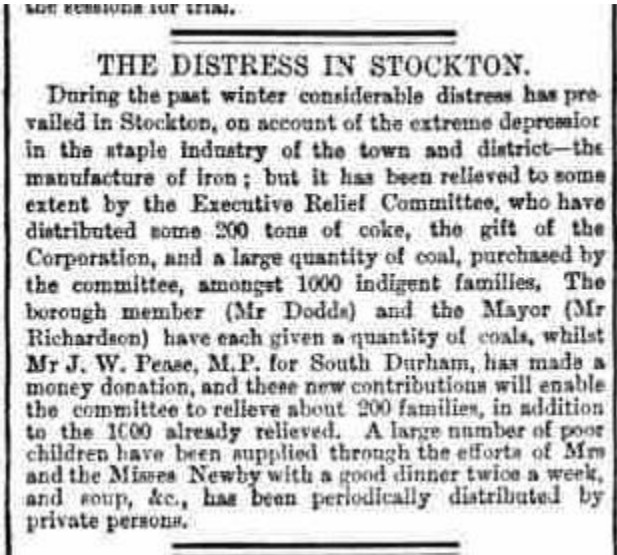 the sessions for trial.
THE DISTRESS IN STOCKTON.
During the past winter considerable distress has pre-
vailed in Stockton, on account of the extreme depression
in the staple industry of the town and district—the
manufacture of iron; but it has been relieved to some
extent by the Executive Relief Committee, who have
distributed some 200 tons of coke, the gift of the
Corporation, and a large quantity of coal, purchased by
the committee, amongst 1000 indigent families. The
borough member (Mr Dodds) and the Mayor (Mr
Richardson) have each given a quantity of coals, whilst
Mr J. W. Pease, M.P. for South Durham, has made a
money donation, and these new contributions will enable
the committee to relieve about 200 families, in addition
to the 1000 already relieved. A large number of poor
children have been supplied through the efforts of Mrs
and the Misses Newby with a good dinner twice a week,
and soup, &c., has been periodically distributed by
private persons.